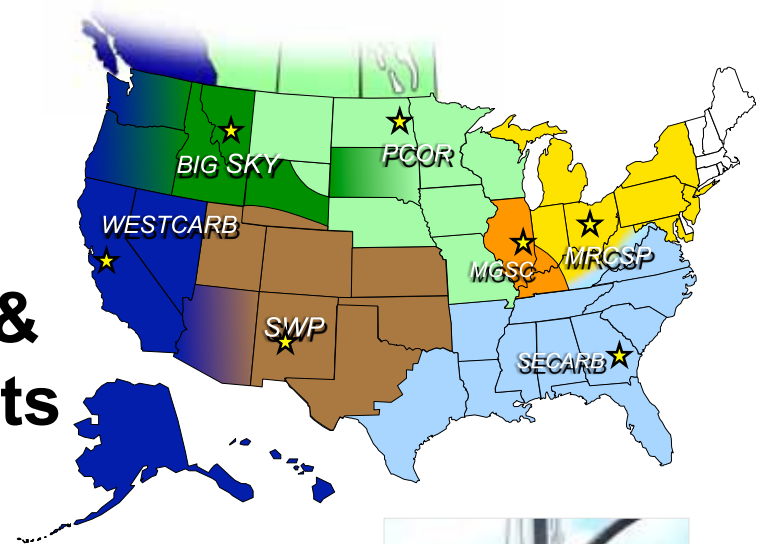 BIG SKY
PCOR
WESTCARB
MGSC
MRCSP
&
SWP
SECARB
ts